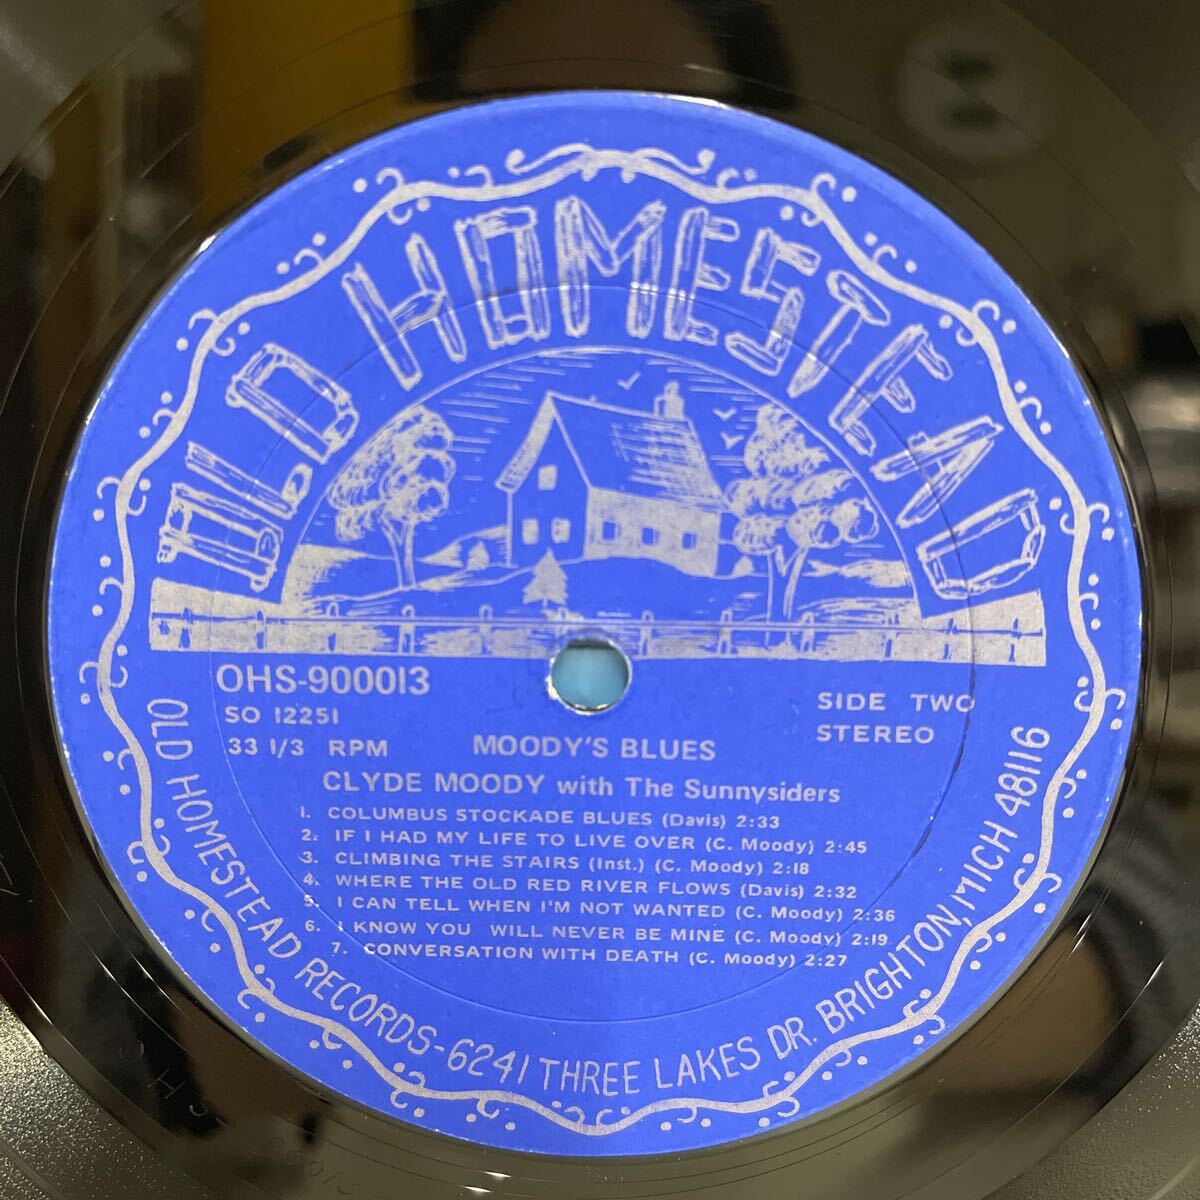 OLD HOMESTEAD
OHS-900013
SO 12251
33 1/3 RPM
SIDE TWO
STEREO
MOODY'S BLUES
CLYDE MOODY with The Sunnysiders
1. COLUMBUS STOCKADE BLUES (Davis) 2:33
2. IF I HAD MY LIFE TO LIVE OVER (C. Moody) 2:45
3. CLIMBING THE STAIRS (Inst.) (C. Moody) 2:18
4. WHERE THE OLD RED RIVER FLOWS (Davis) 2:32
5. I CAN TELL WHEN I'M NOT WANTED (C. Moody) 2:36
6. I KNOW YOU WILL NEVER BE MINE (C. Moody) 2:19
7. CONVERSATION WITH DEATH (C. Moody) 2:27
OLD HOMESTEAD RECORDS-6241 THREE LAKES DR. BRIGHTON, MICH 48116